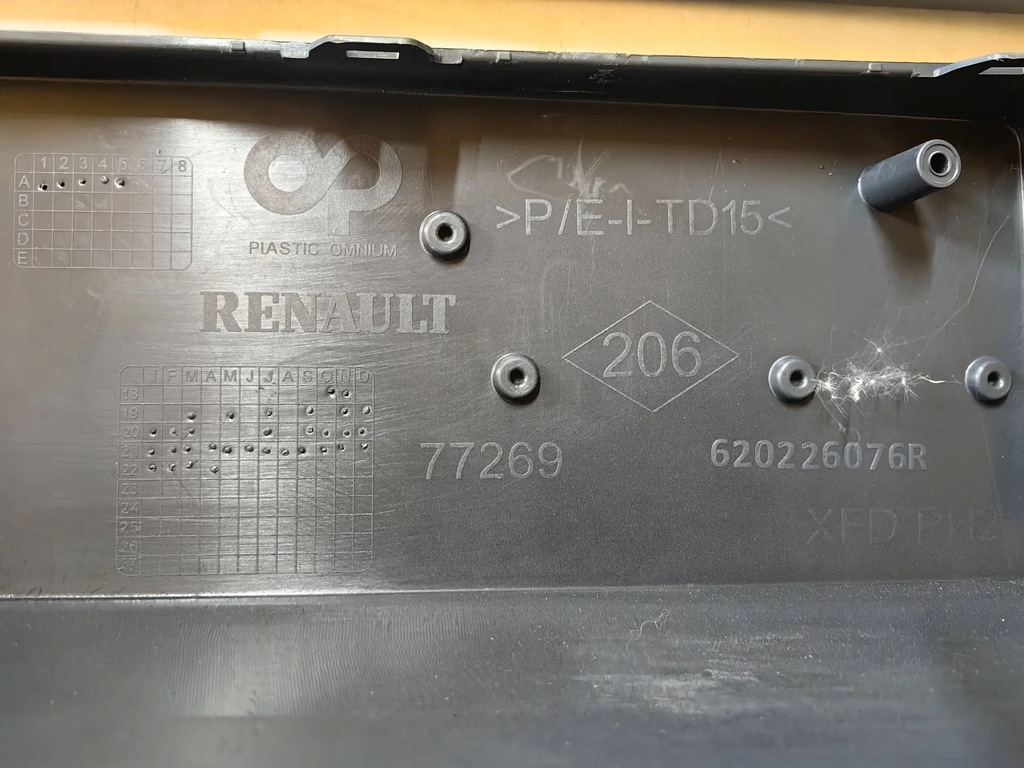 1 2 3 4 5 6 7 8
A
B
C
D
E
OP
PLASTIC OMNIUM
>P/E-I-TD15<
RENAULT
206
J F M A M J J A S O N D
18
19
20
21
22
23
24
25
26
77269
620226076R
XFD PH2